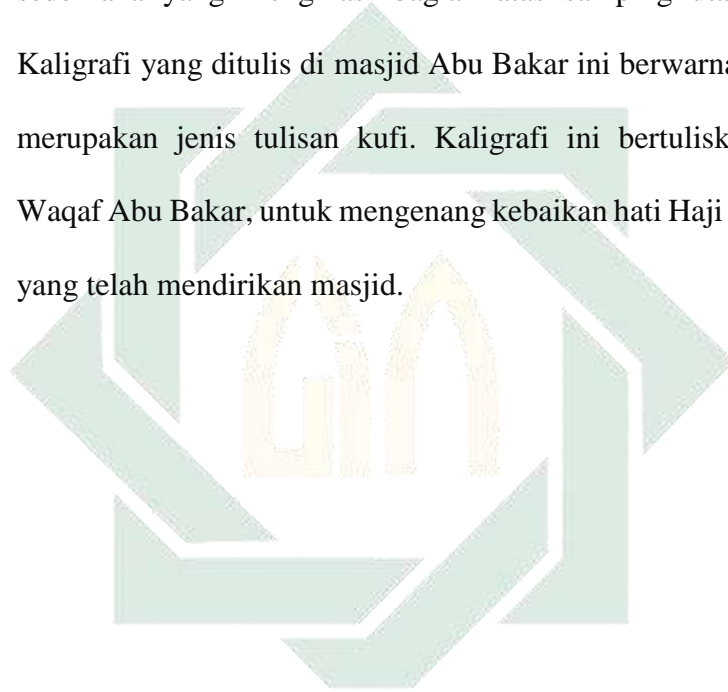 Kaligrafi yang ditulis di masjid Abu Bakar ini berwarna
merupakan jenis tulisan kufi. Kaligrafi ini bertulisk
Waqaf Abu Bakar, untuk mengenang kebaikan hati Haji
yang telah mendirikan masjid.